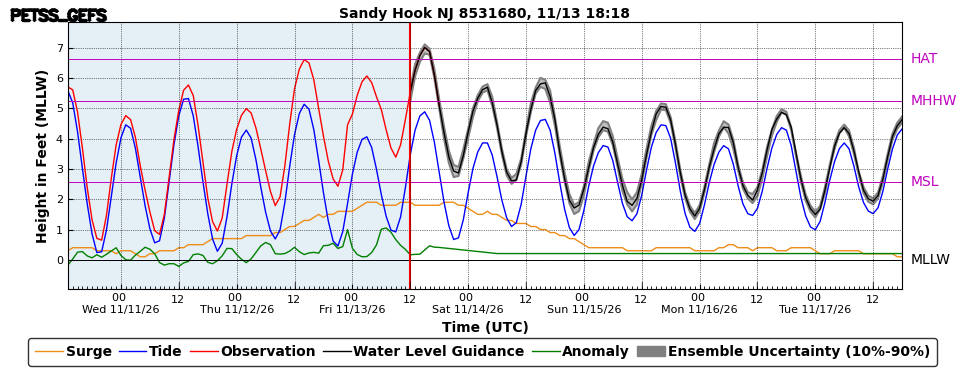 PETSS_GEFS
Sandy Hook NJ 8531680, 11/13 18:18
Height in Feet (MLLW)
7
6
5
4
3
2
1
0
HAT
MHHW
MSL
MLLW
00 12 00 12 00 12 00 12 00 12 00 12 00 12
Wed 11/11/26 Thu 11/12/26 Fri 11/13/26 Sat 11/14/26 Sun 11/15/26 Mon 11/16/26 Tue 11/17/26
Time (UTC)
Surge Tide Observation Water Level Guidance Anomaly Ensemble Uncertainty (10%-90%)